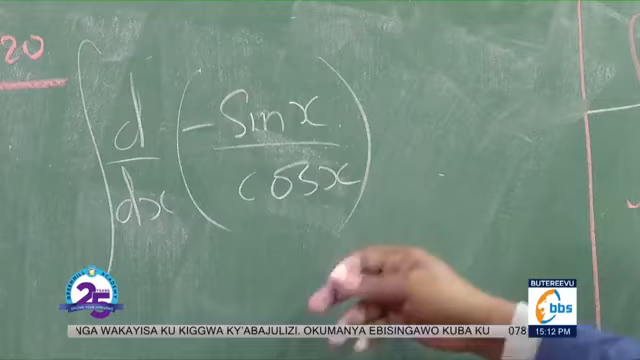 20
∫ d/dx ( - sin x / cos x )
25 YEARS
BUTEREEVU
bbs
NGA WAKAYISA KU KIGGWA KY'ABAJULIZI. OKUMANYA EBISINGAWO KUBA KU 078
15:12 PM